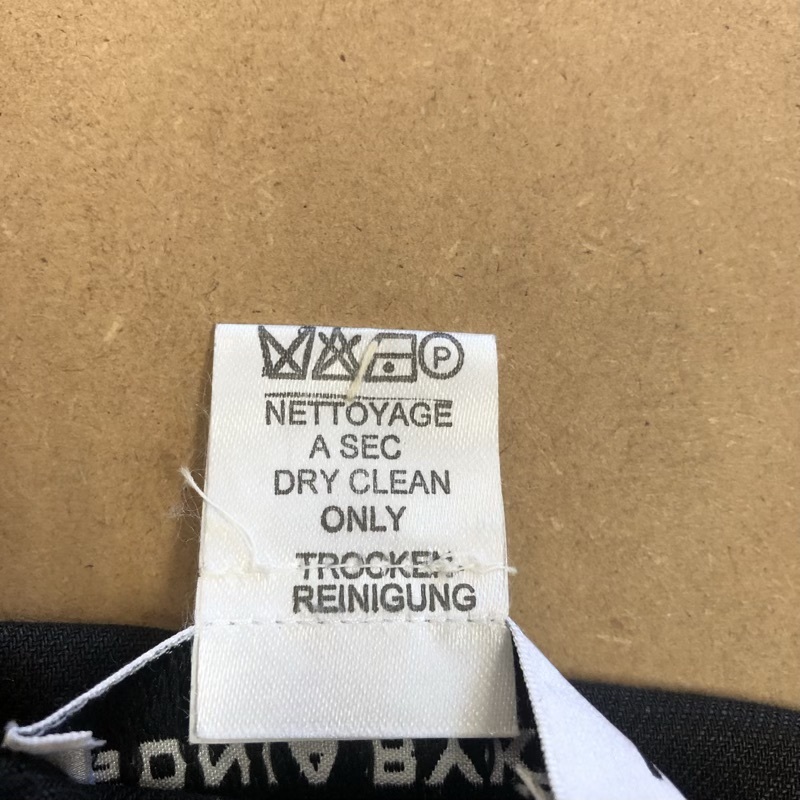 P
NETTOYAGE
A SEC
DRY CLEAN
ONLY
TROCKEN-
REINIGUNG